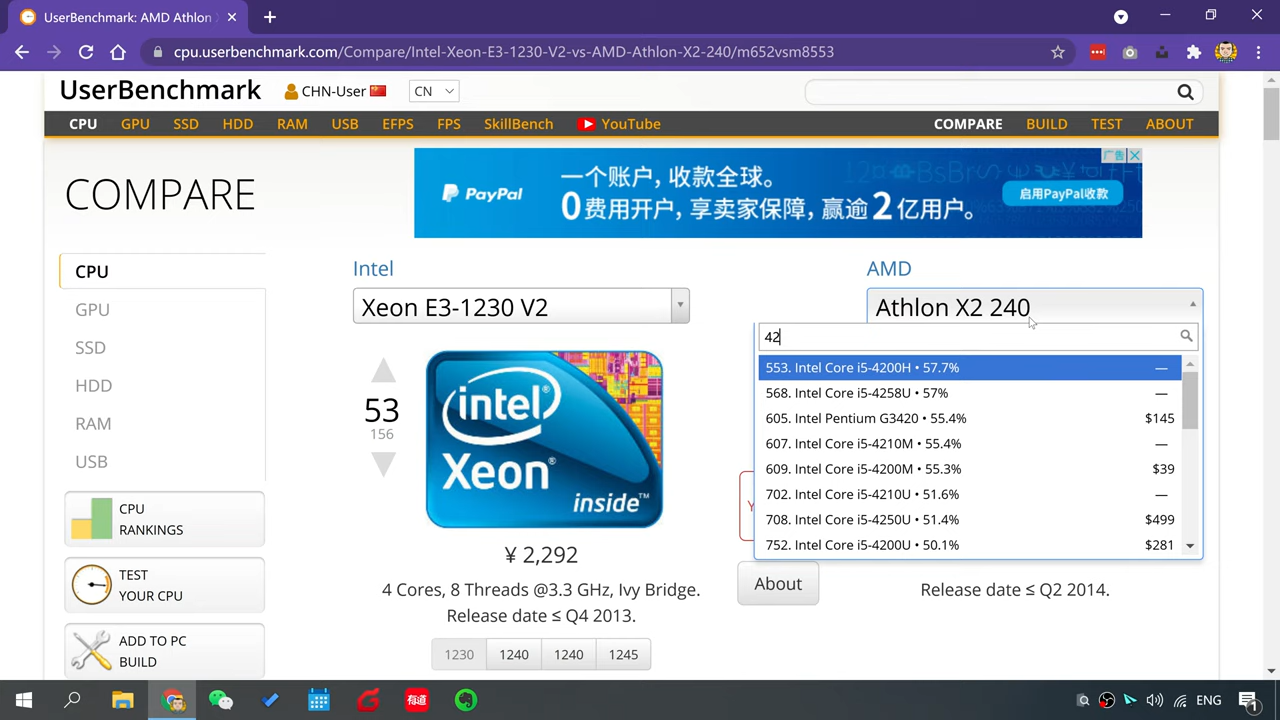 UserBenchmark: AMD Athlon
cpu.userbenchmark.com/Compare/Intel-Xeon-E3-1230-V2-vs-AMD-Athlon-X2-240/m652vsm8553
UserBenchmark
CHN-User
CN
CPU
GPU
SSD
HDD
RAM
USB
EFPS
FPS
SkillBench
YouTube
COMPARE
BUILD
TEST
ABOUT
COMPARE
PayPal
一个账户，收款全球。
0费用开户，享卖家保障，赢逾2亿用户。
启用PayPal收款
广告
CPU
GPU
SSD
HDD
RAM
USB
CPU
RANKINGS
TEST
YOUR CPU
ADD TO PC
BUILD
Intel
Xeon E3-1230 V2
53
156
intel
Xeon®
inside™
¥ 2,292
4 Cores, 8 Threads @3.3 GHz, Ivy Bridge.
Release date ≤ Q4 2013.
1230
1240
1240
1245
AMD
Athlon X2 240
42
553. Intel Core i5-4200H • 57.7% —
568. Intel Core i5-4258U • 57% —
605. Intel Pentium G3420 • 55.4% $145
607. Intel Core i5-4210M • 55.4% —
609. Intel Core i5-4200M • 55.3% $39
702. Intel Core i5-4210U • 51.6% —
708. Intel Core i5-4250U • 51.4% $499
752. Intel Core i5-4200U • 50.1% $281
About
Release date ≤ Q2 2014.
有道
ENG
1